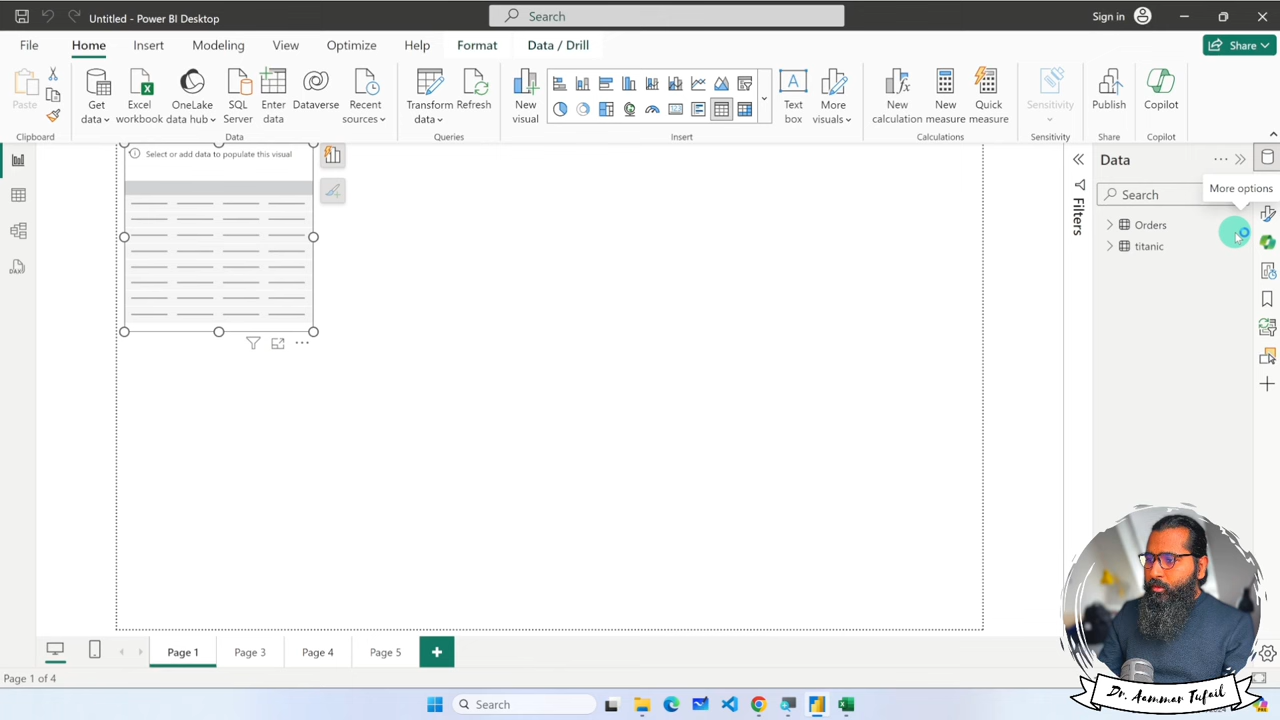 Untitled - Power BI Desktop
Search
Sign in
File
Home
Insert
Modeling
View
Optimize
Help
Format
Data / Drill
Share
Paste
Get data
Excel workbook
OneLake data hub
SQL Server
Enter data
Dataverse
Recent sources
Transform data
Refresh
New visual
Text box
More visuals
New calculation
New measure
Quick measure
Sensitivity
Publish
Copilot
Clipboard
Data
Queries
Insert
Calculations
Sensitivity
Share
Copilot
Select or add data to populate this visual
Filters
Data
More options
Search
Orders
titanic
Page 1
Page 3
Page 4
Page 5
Page 1 of 4
Dr. Aammar Tufail
Search